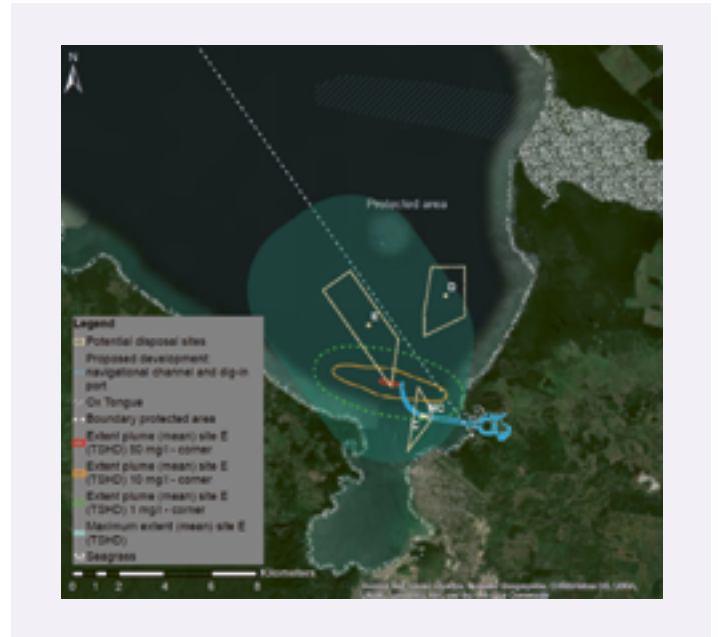 N
Protected area
D
E
Legend
Potential disposal sites
Proposed development:
navigational channel and dig-in
port
Ox Tongue
Boundary protected area
Extent plume (mean) site E
(TSHD) 50 mg/l - corner
Extent plume (mean) site E
(TSHD) 10 mg/l - corner
Extent plume (mean) site E
(TSHD) 1 mg/l - corner
Maximum extent (mean) site E
(TSHD)
Seagrass
Kilometers
0 1 2 4 6 8